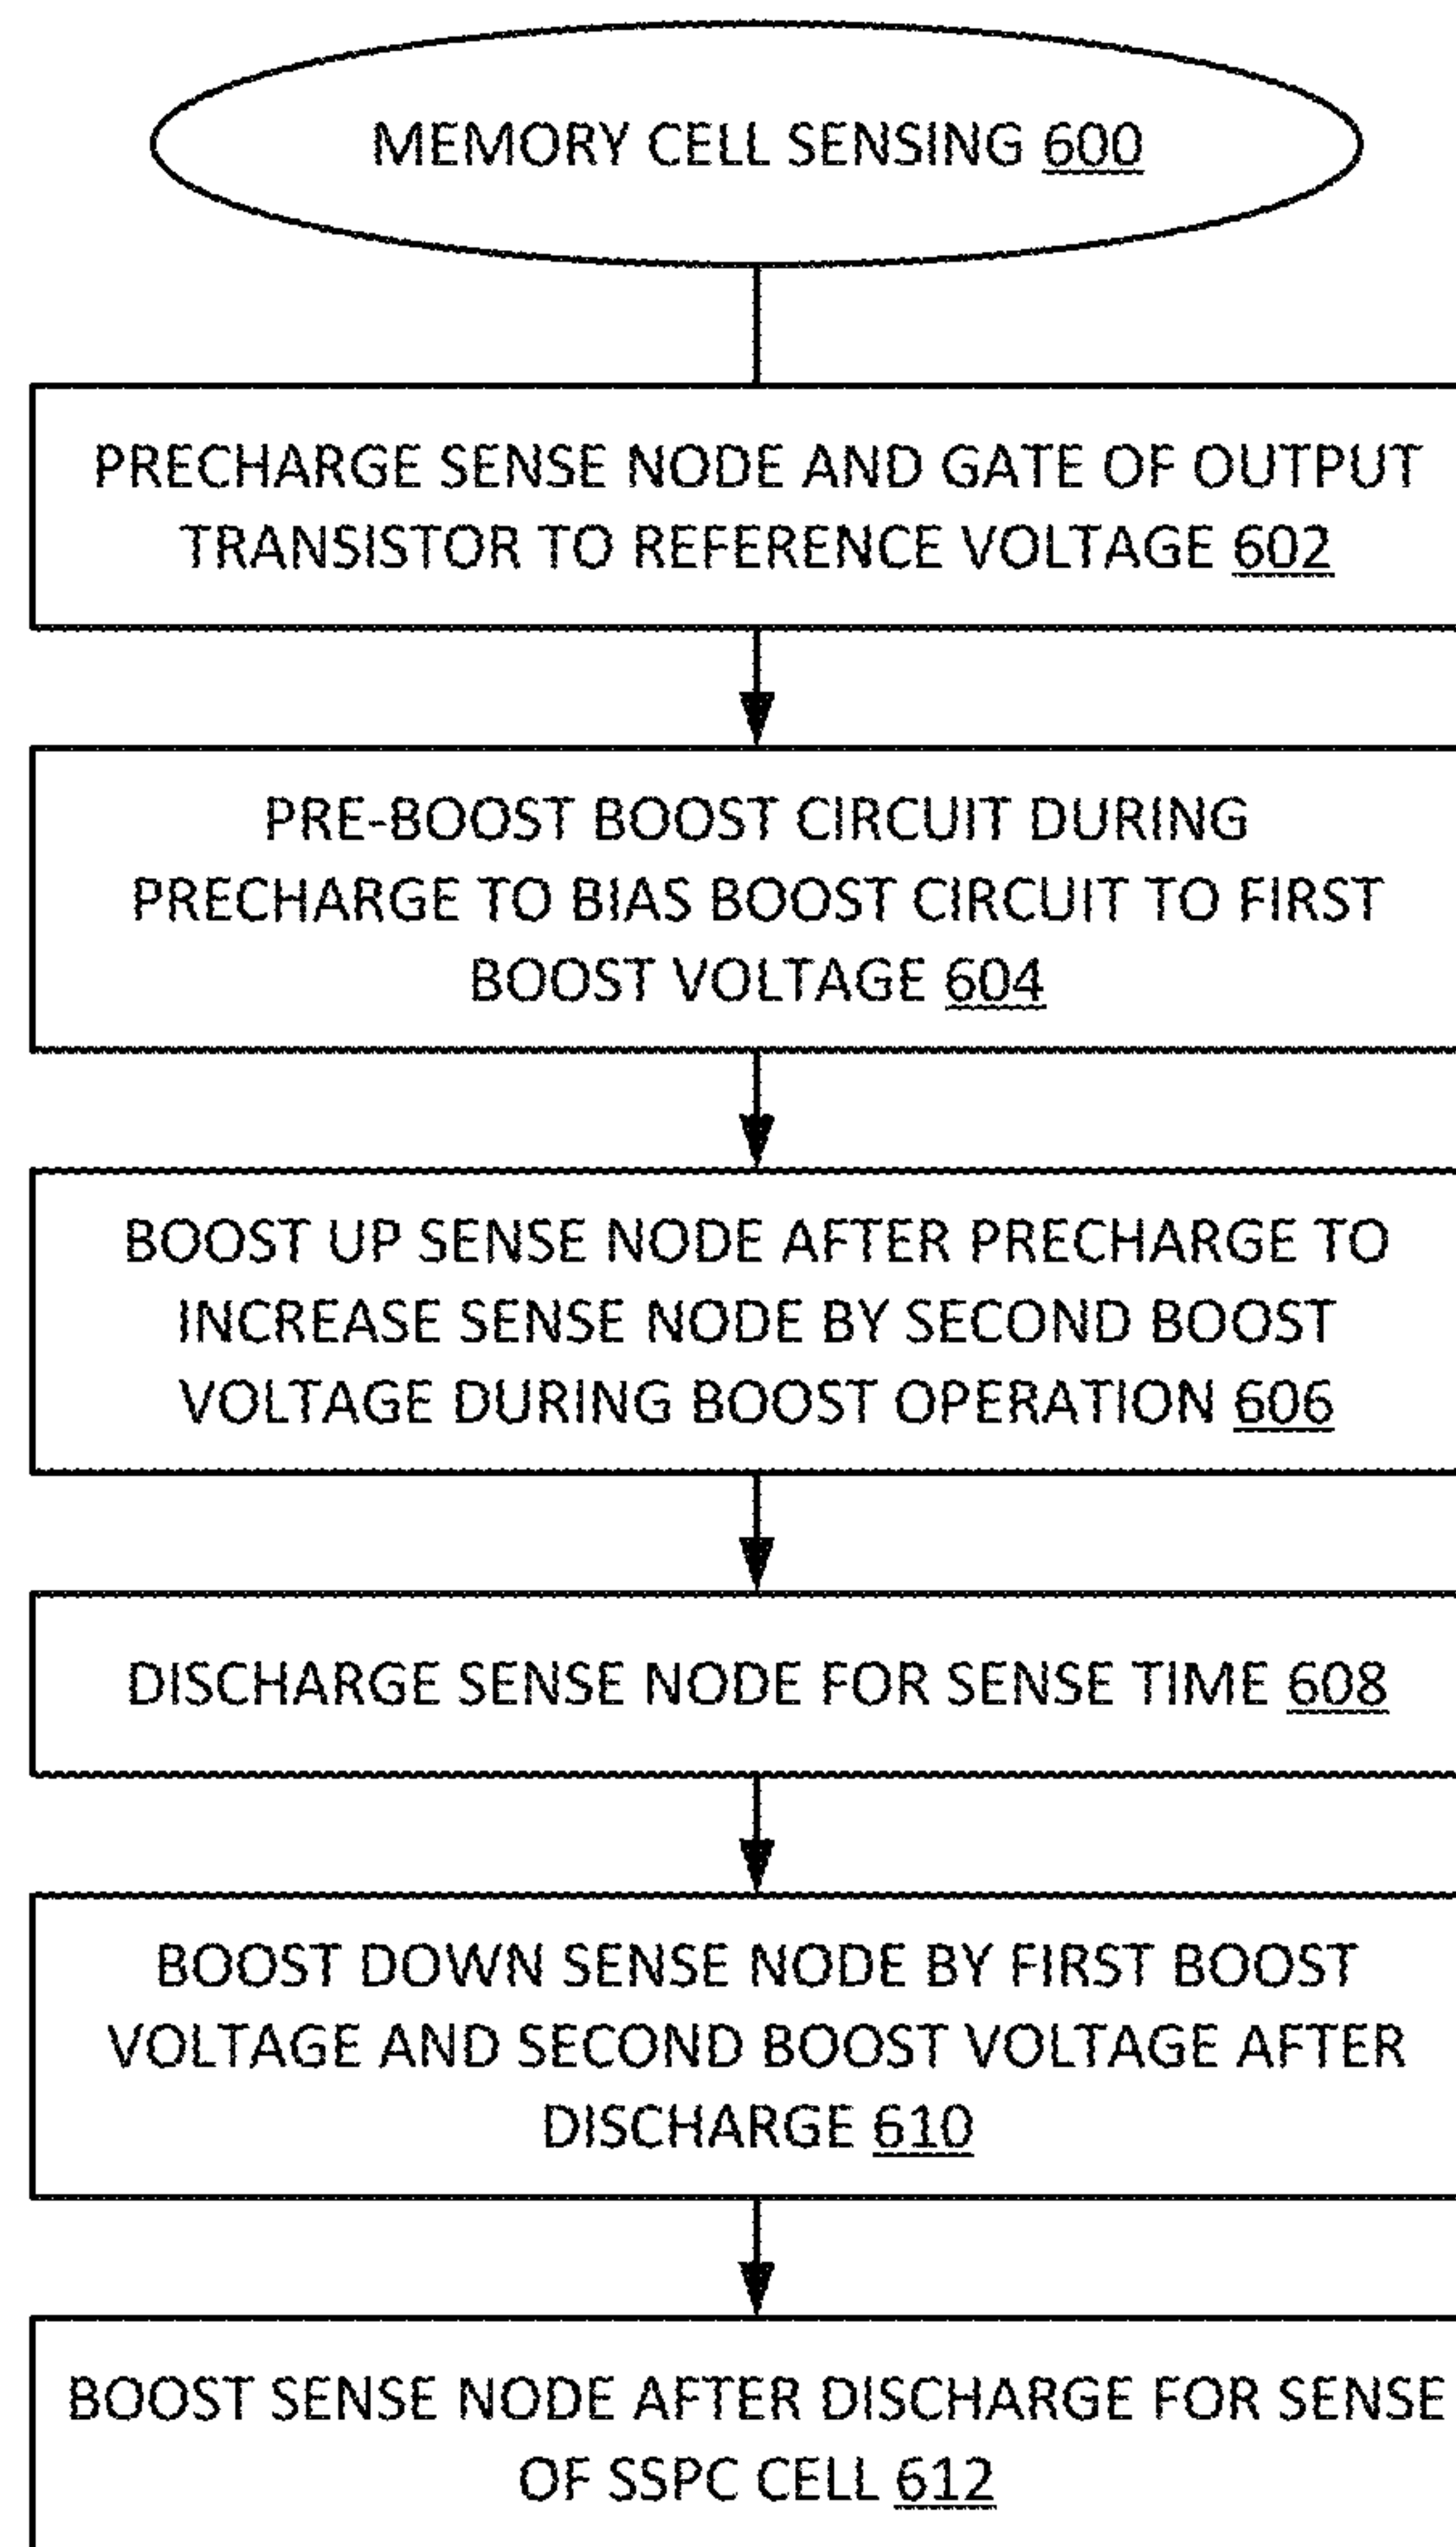 MEMORY CELL SENSING 600
PRECHARGE SENSE NODE AND GATE OF OUTPUT
TRANSISTOR TO REFERENCE VOLTAGE 602
PRE-BOOST BOOST CIRCUIT DURING
PRECHARGE TO BIAS BOOST CIRCUIT TO FIRST
BOOST VOLTAGE 604
BOOST UP SENSE NODE AFTER PRECHARGE TO
INCREASE SENSE NODE BY SECOND BOOST
VOLTAGE DURING BOOST OPERATION 606
DISCHARGE SENSE NODE FOR SENSE TIME 608
BOOST DOWN SENSE NODE BY FIRST BOOST
VOLTAGE AND SECOND BOOST VOLTAGE AFTER
DISCHARGE 610
BOOST SENSE NODE AFTER DISCHARGE FOR SENSE
OF SSPC CELL 612